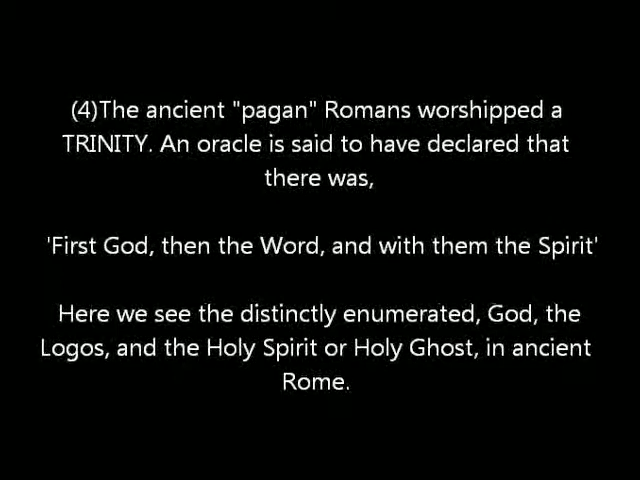 (4)The ancient "pagan" Romans worshipped a
TRINITY. An oracle is said to have declared that
there was,
'First God, then the Word, and with them the Spirit'
Here we see the distinctly enumerated, God, the
Logos, and the Holy Spirit or Holy Ghost, in ancient
Rome.